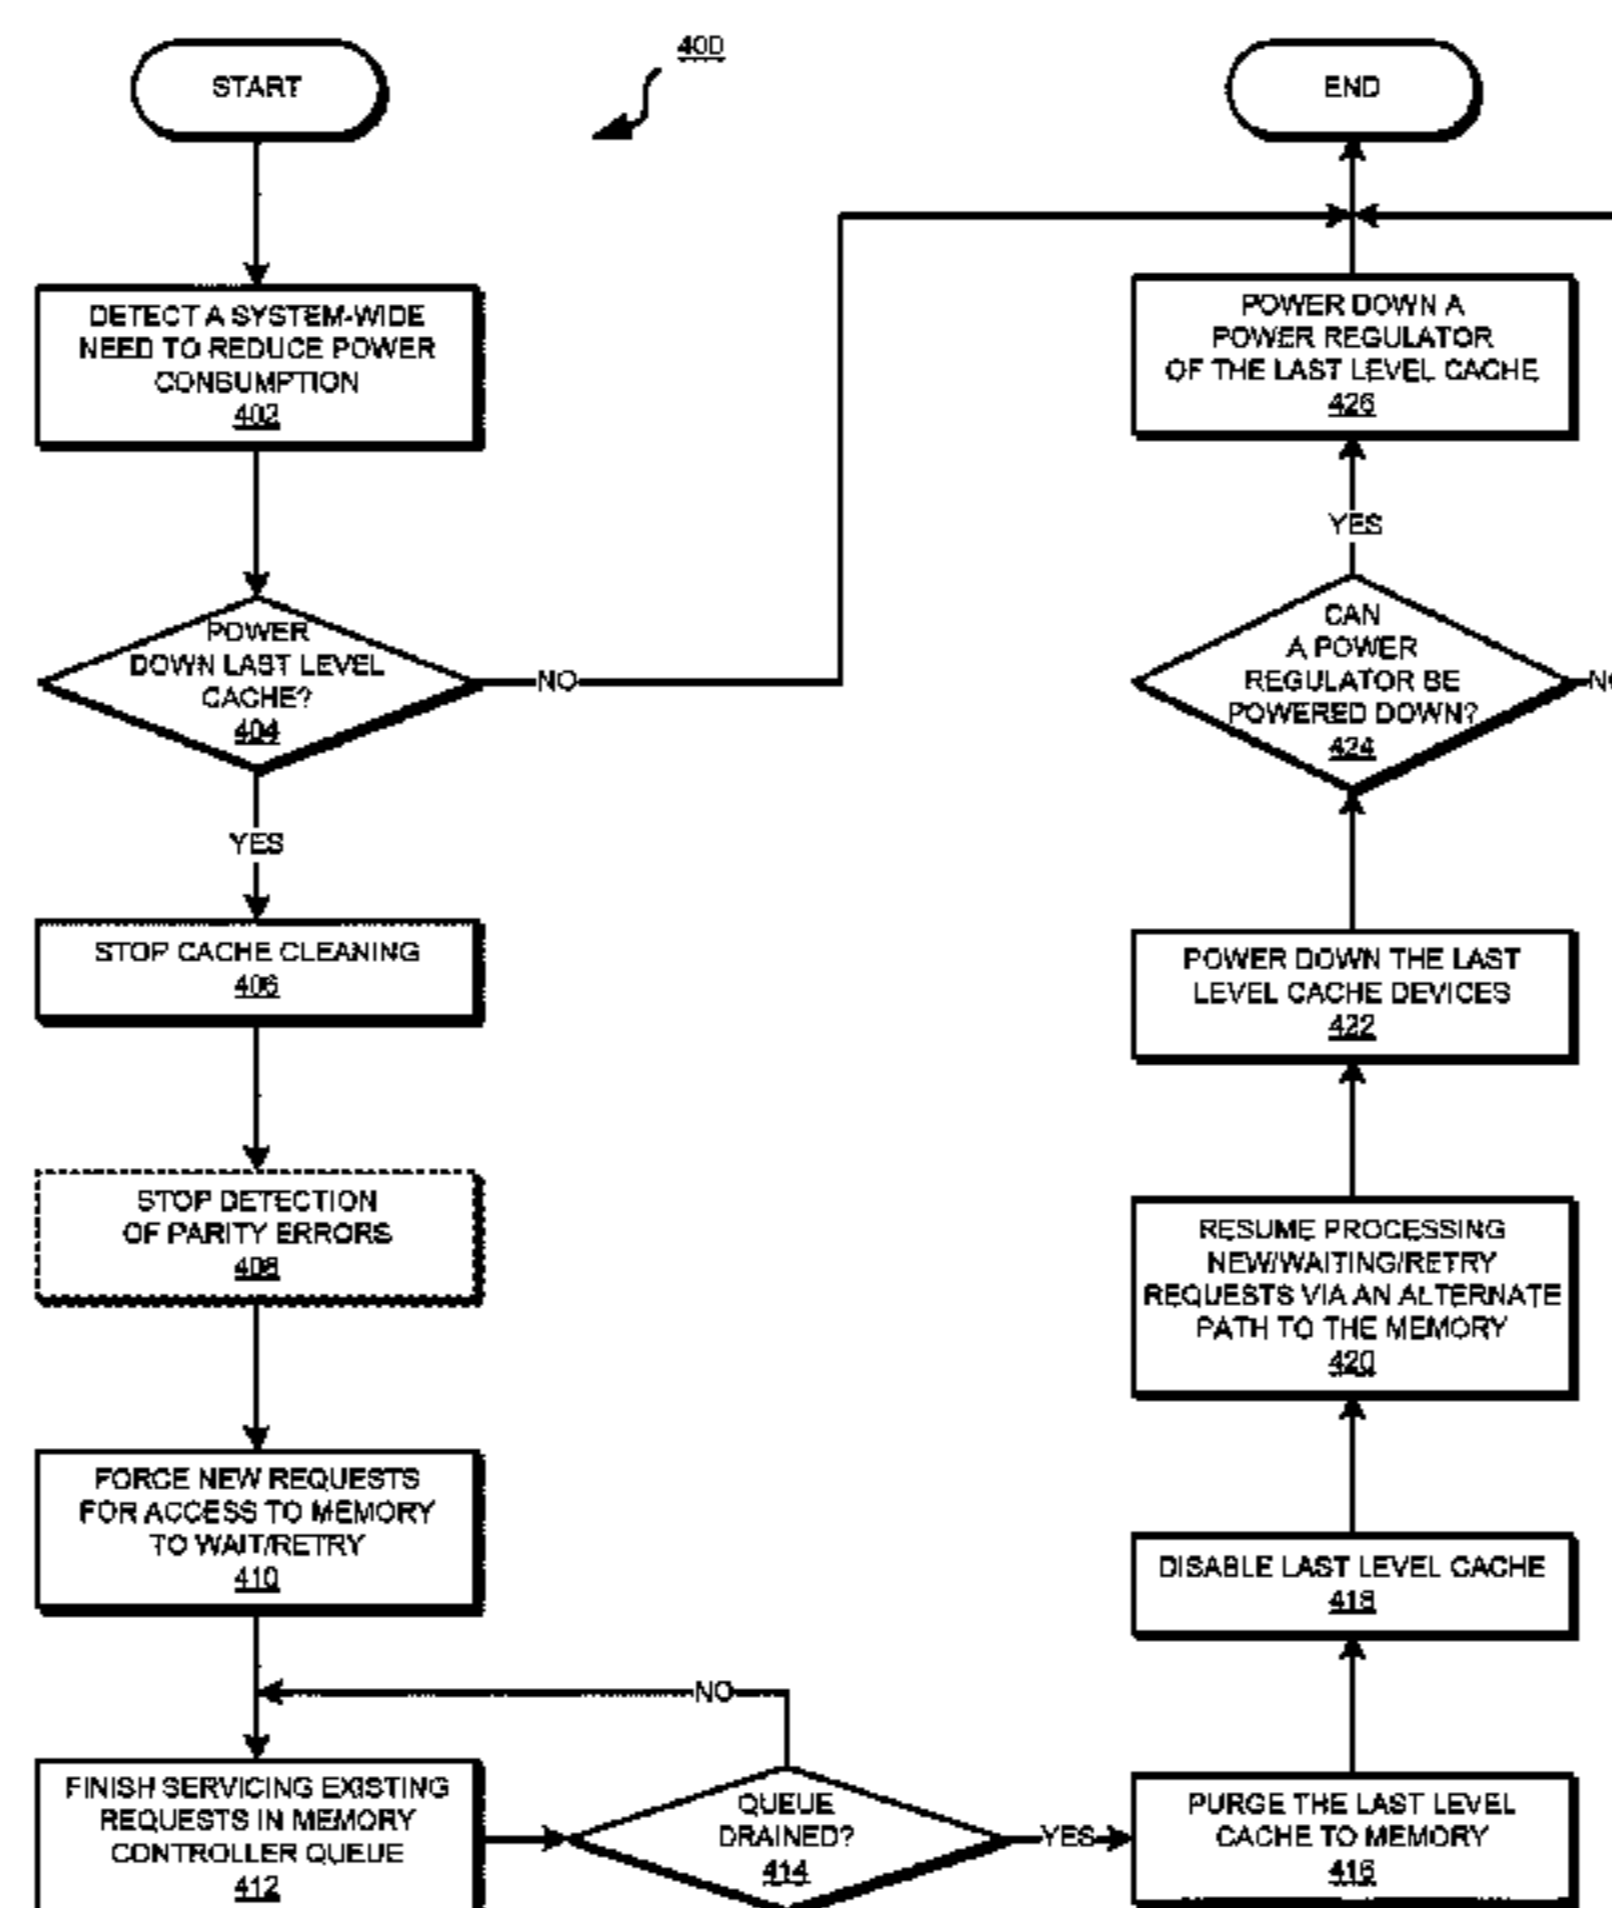 START
400
DETECT A SYSTEM-WIDE
NEED TO REDUCE POWER
CONSUMPTION
402
POWER
DOWN LAST LEVEL
CACHE?
404
NO
YES
STOP CACHE CLEANING
406
STOP DETECTION
OF PARITY ERRORS
408
FORCE NEW REQUESTS
FOR ACCESS TO MEMORY
TO WAIT/RETRY
410
NO
FINISH SERVICING EXISTING
REQUESTS IN MEMORY
CONTROLLER QUEUE
412
QUEUE
DRAINED?
414
YES
PURGE THE LAST LEVEL
CACHE TO MEMORY
416
DISABLE LAST LEVEL CACHE
418
RESUME PROCESSING
NEW/WAITING/RETRY
REQUESTS VIA AN ALTERNATE
PATH TO THE MEMORY
420
POWER DOWN THE LAST
LEVEL CACHE DEVICES
422
CAN
A POWER
REGULATOR BE
POWERED DOWN?
424
YES
POWER DOWN A
POWER REGULATOR
OF THE LAST LEVEL CACHE
426
END